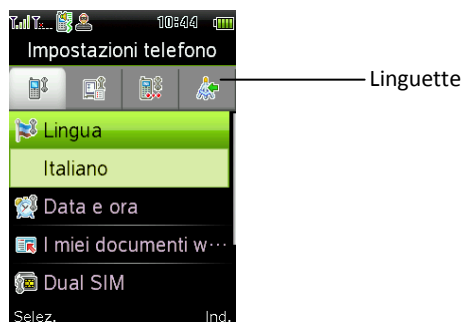 10:44
Impostazioni telefono
Linguette
Lingua
Italiano
Data e ora
I miei documenti w···
Dual SIM
Selez. Ind.